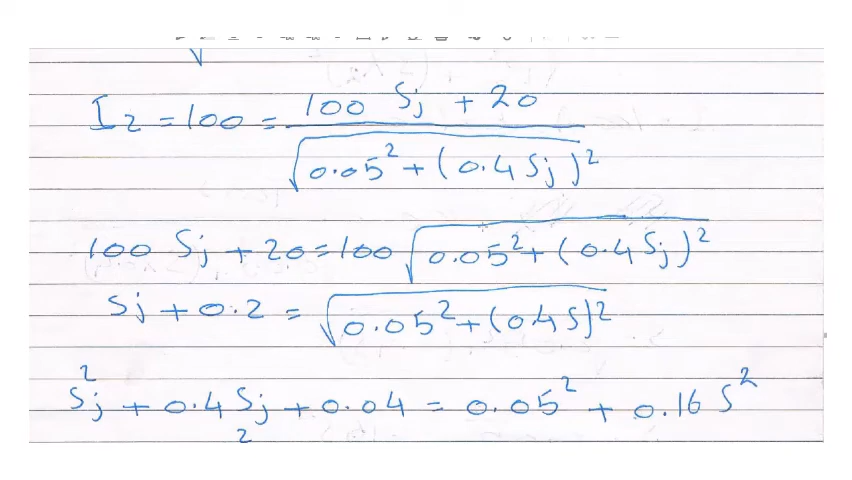 I₂ = 100 = (100 Sj + 20) / √(0.05² + (0.4 Sj)²)
100 Sj + 20 = 100 √(0.05² + (0.4 Sj)²)
Sj + 0.2 = √(0.05² + (0.4 S)²)
Sj² + 0.4 Sj + 0.04 = 0.05² + 0.16 S²
2